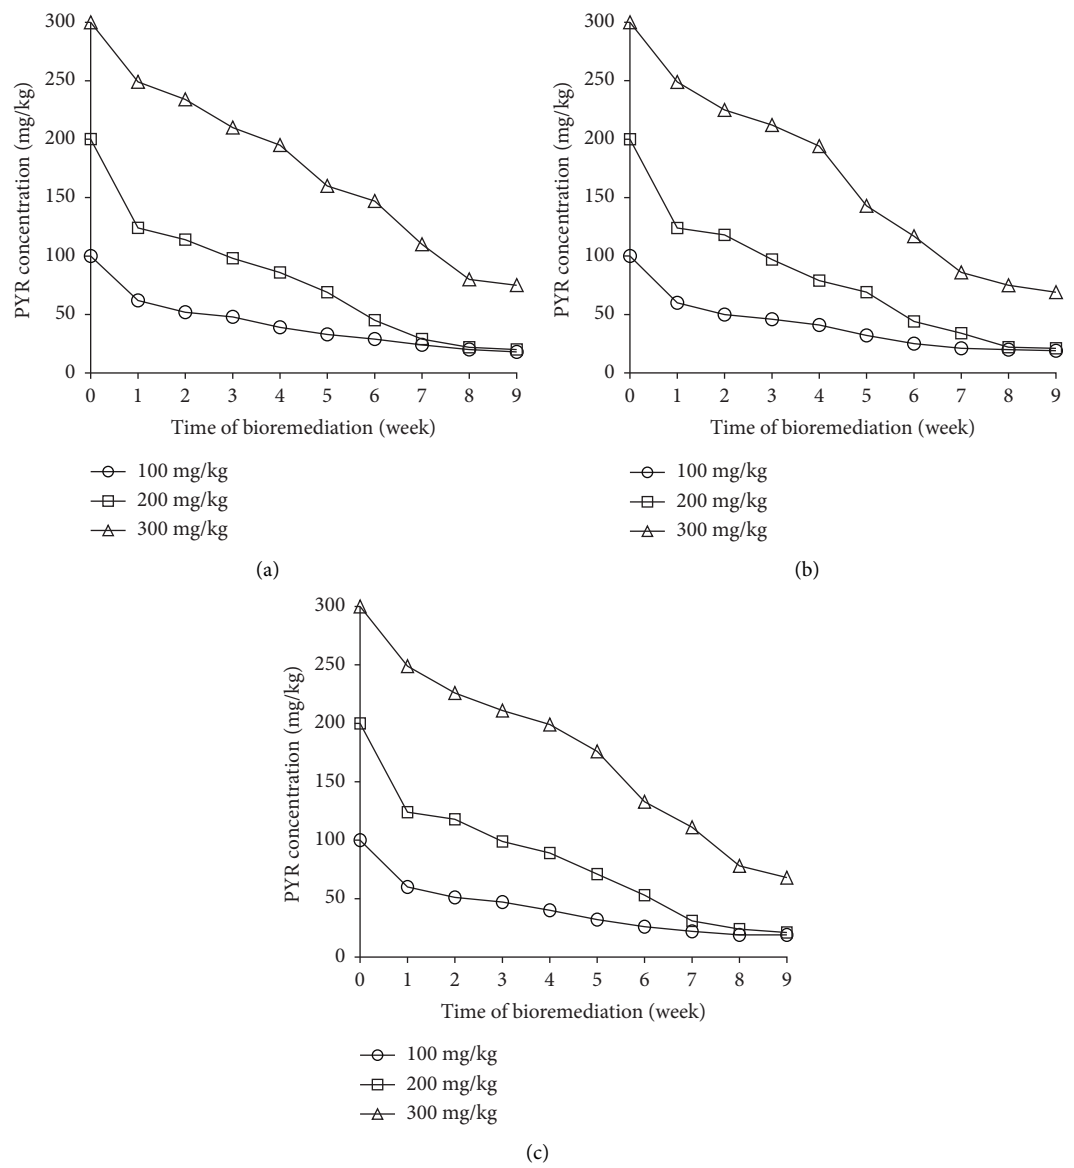 300
250
200
150
100
50
0
PYR concentration (mg/kg)
0 1 2 3 4 5 6 7 8 9
Time of bioremediation (week)
100 mg/kg
200 mg/kg
300 mg/kg
(a)
300
250
200
150
100
50
0
PYR concentration (mg/kg)
0 1 2 3 4 5 6 7 8 9
Time of bioremediation (week)
100 mg/kg
200 mg/kg
300 mg/kg
(b)
300
250
200
150
100
50
0
PYR concentration (mg/kg)
0 1 2 3 4 5 6 7 8 9
Time of bioremediation (week)
100 mg/kg
200 mg/kg
300 mg/kg
(c)